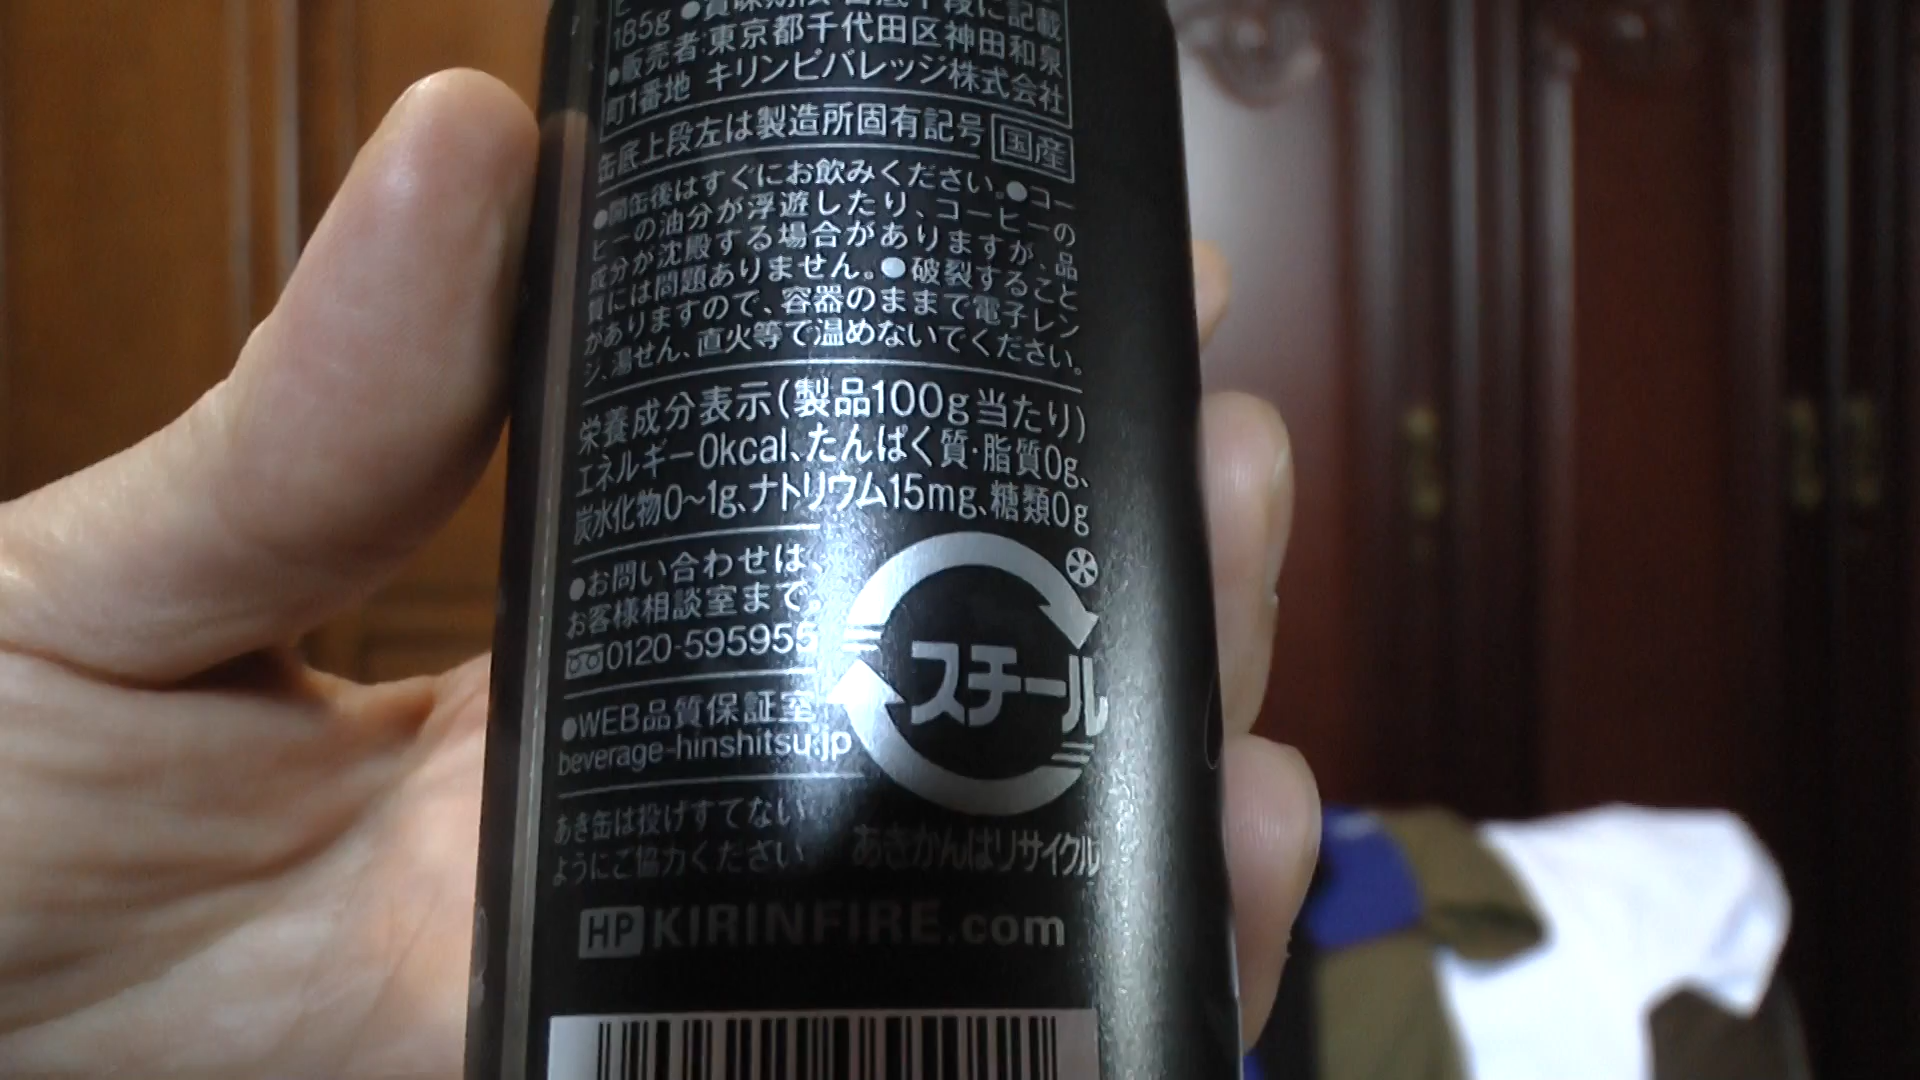 185g ●賞味期限 缶底下段に記載
●販売者:東京都千代田区神田和泉
町1番地 キリンビバレッジ株式会社
缶底上段左は製造所固有記号 国産
●開缶後はすぐにお飲みください。●コー
ヒーの油分が浮遊したり、コーヒーの
成分が沈殿する場合がありますが、品
質には問題ありません。●破裂すること
がありますので、容器のままで電子レン
ジ、湯せん、直火等で温めないでください。
栄養成分表示(製品100g当たり)
エネルギー0kcal、たんぱく質・脂質0g、
炭水化物0~1g、ナトリウム15mg、糖類0g
●お問い合わせは、
お客様相談室まで。
0120-595955
スチール
●WEB品質保証室
beverage-hinshitsu.jp
あき缶は投げすてない
ようにご協力ください
あきかんはリサイクル
HP KIRINFIRE.com